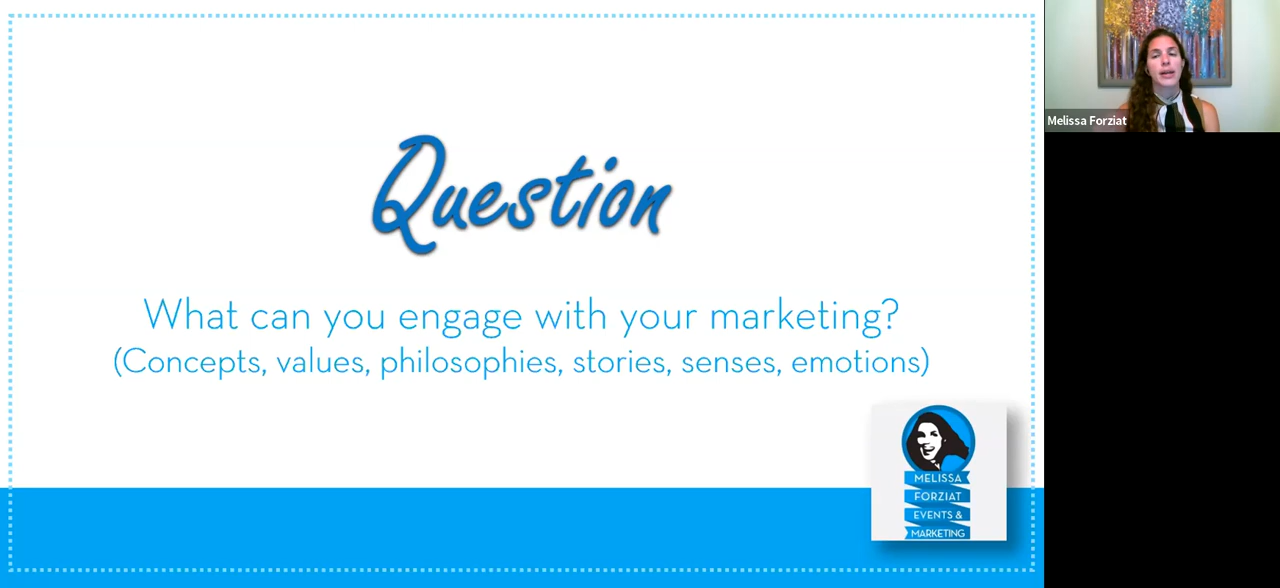 Question
What can you engage with your marketing?
(Concepts, values, philosophies, stories, senses, emotions)
MELISSA
FORZIAT
EVENTS &
MARKETING
Melissa Forziat